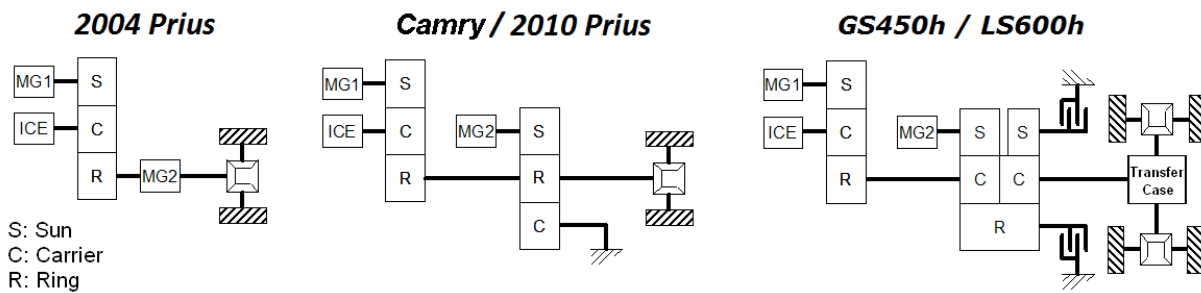 2004 Prius
Camry / 2010 Prius
GS450h / LS600h
MG1 S
ICE C
R MG2
MG1 S
ICE C MG2 S
R R
C
MG1 S
ICE C MG2 S S
R C C Transfer
Case
R
S: Sun
C: Carrier
R: Ring